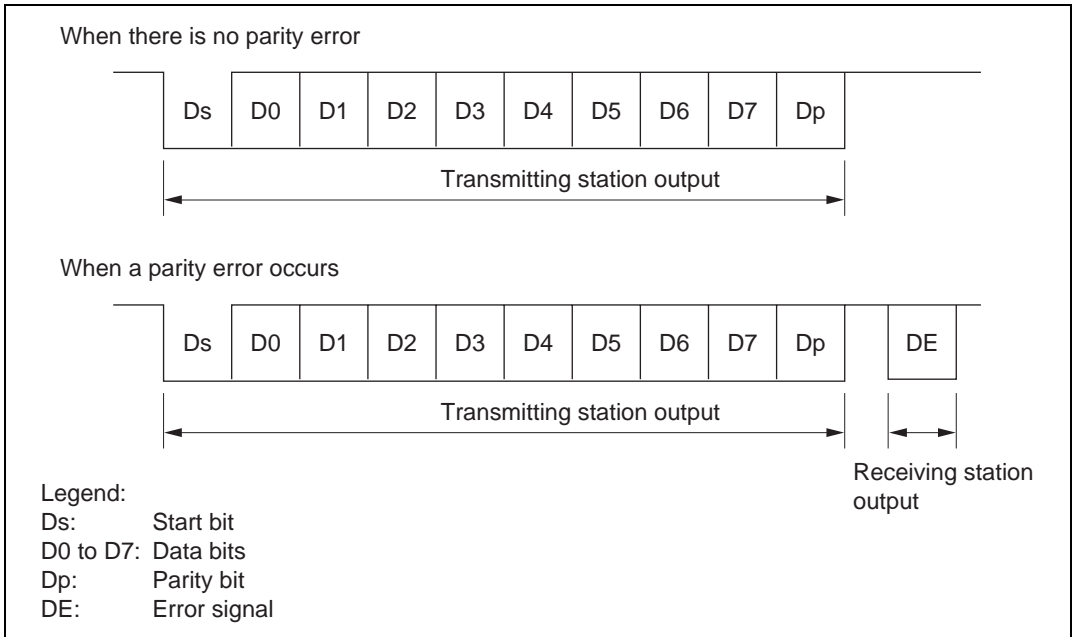 When there is no parity error
Ds D0 D1 D2 D3 D4 D5 D6 D7 Dp
Transmitting station output
When a parity error occurs
Ds D0 D1 D2 D3 D4 D5 D6 D7 Dp DE
Transmitting station output
Receiving station
output
Legend:
Ds: Start bit
D0 to D7: Data bits
Dp: Parity bit
DE: Error signal